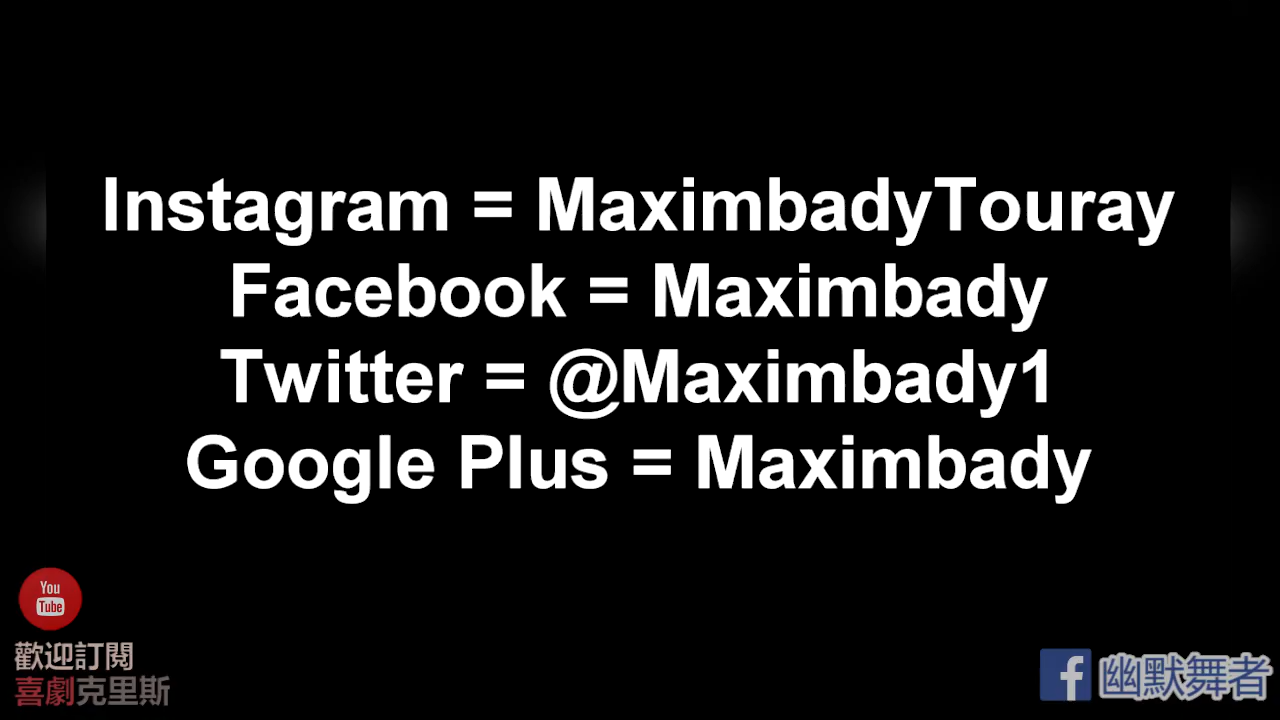 Instagram = MaximbadyTouray
Facebook = Maximbady
Twitter = @Maximbady1
Google Plus = Maximbady
You
Tube
歡迎訂閱
喜劇克里斯
f 幽默舞者